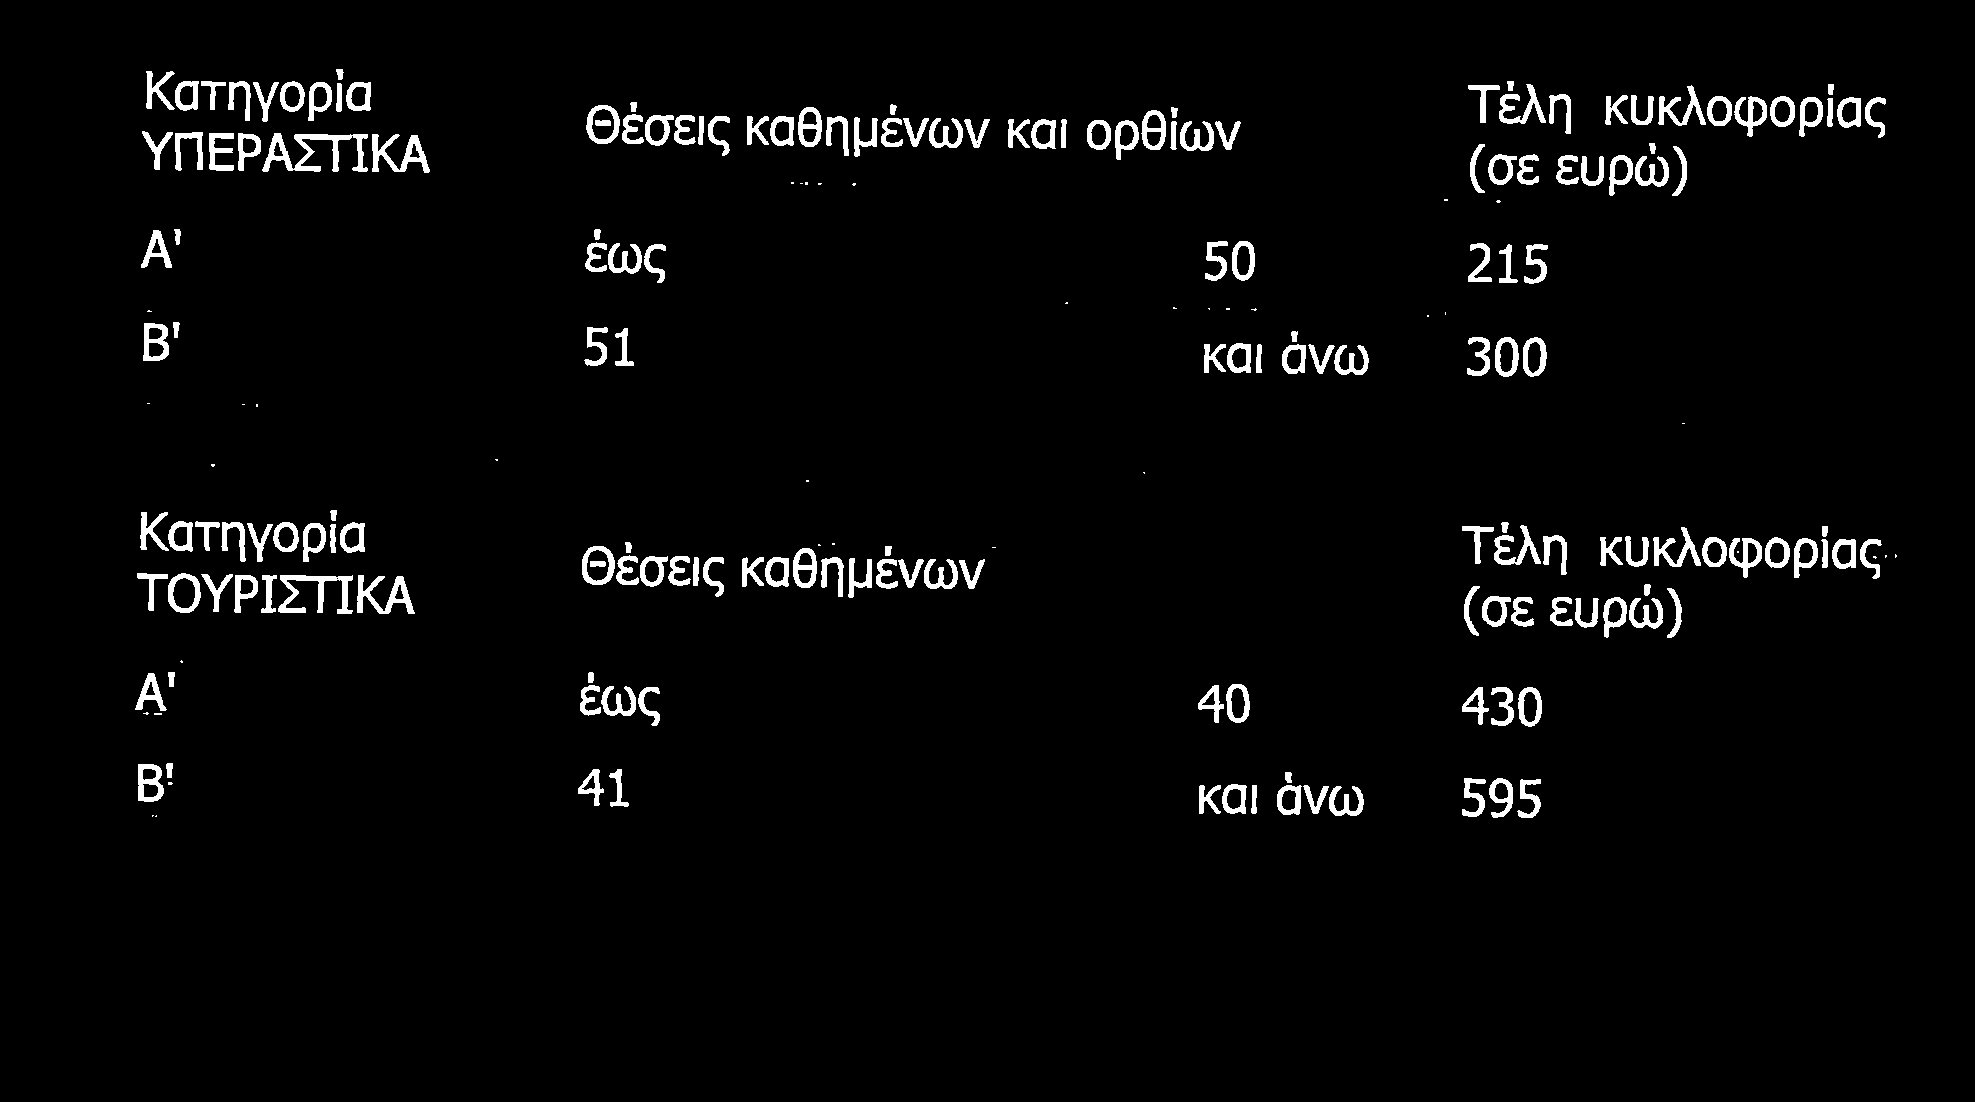 Κατηγορία
ΥΠΕΡΑΣΤΙΚΑ
Θέσεις καθημένων και ορθίων
Τέλη κυκλοφορίας
(σε ευρώ)
Α' έως 50 215
Β' 51 και άνω 300
Κατηγορία
ΤΟΥΡΙΣΤΙΚΑ
Θέσεις καθημένων
Τέλη κυκλοφορίας
(σε ευρώ)
Α' έως 40 430
Β' 41 και άνω 595